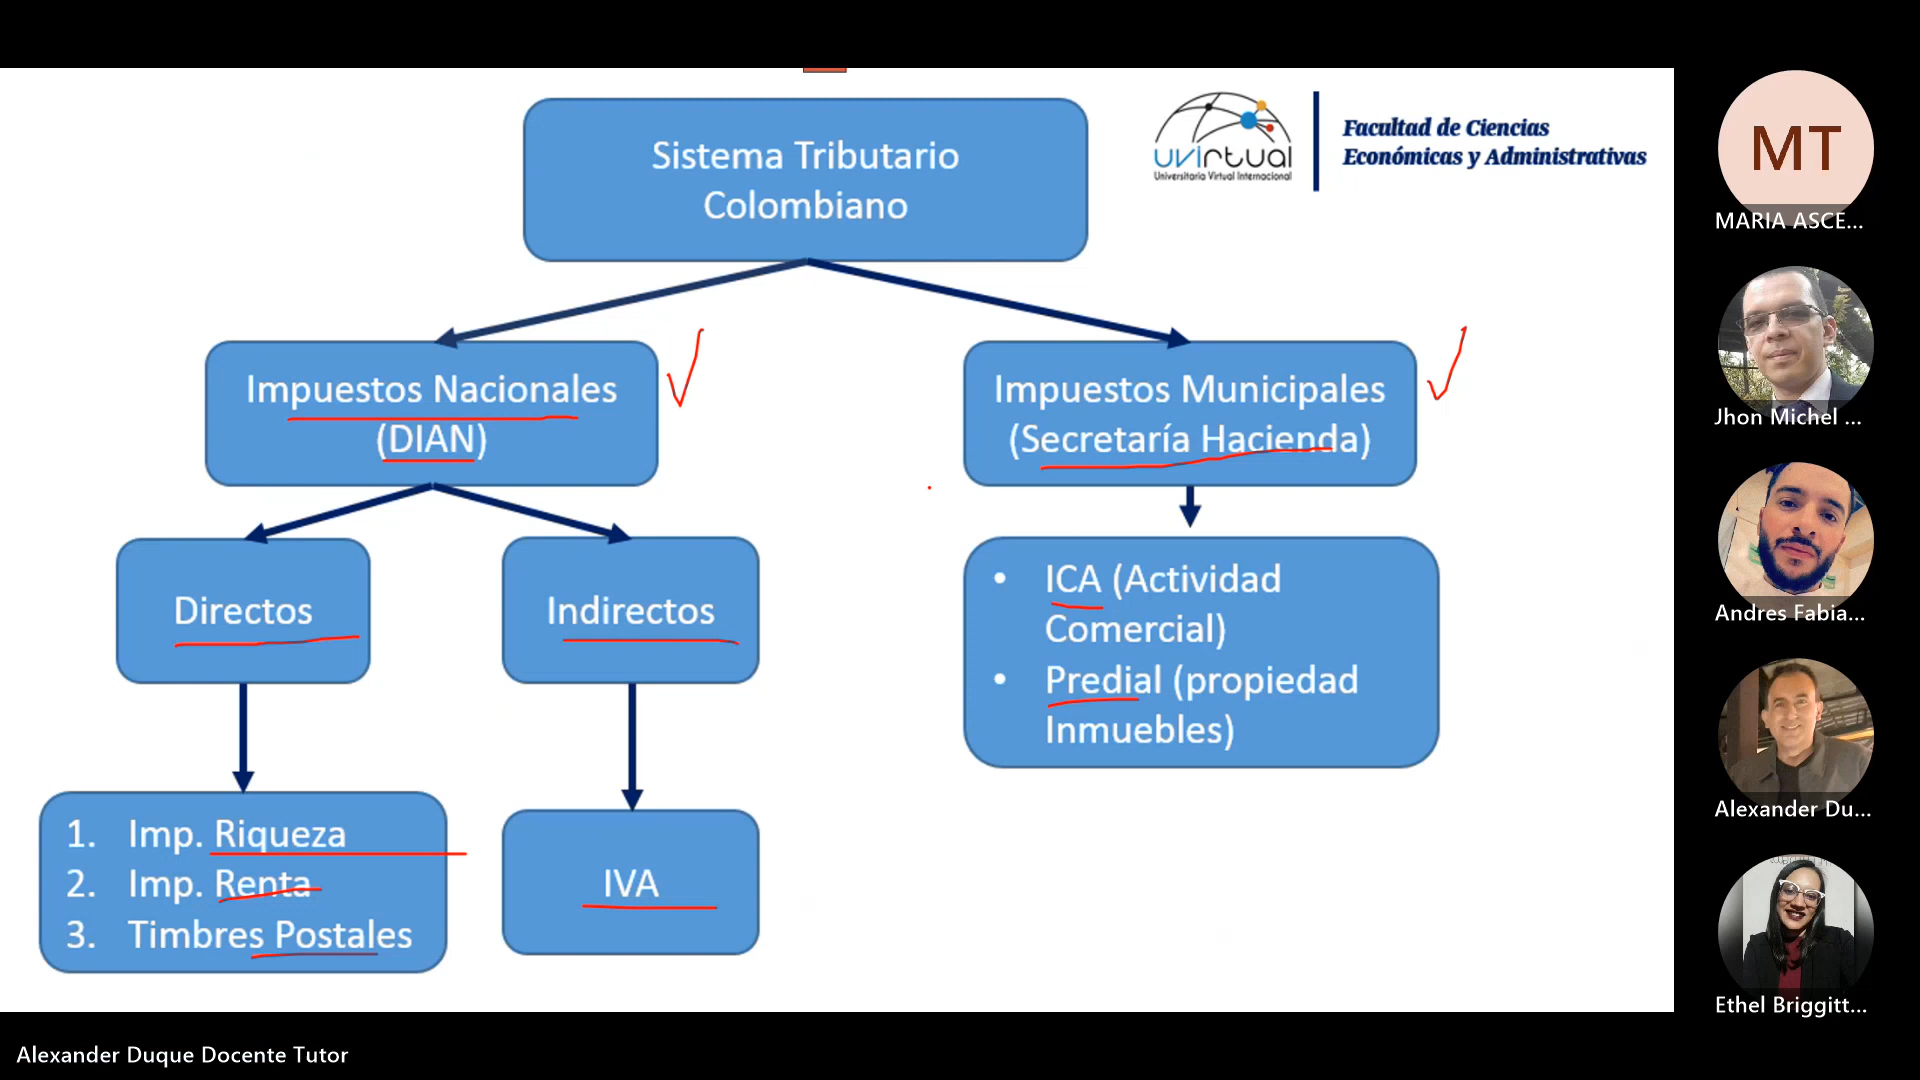 Sistema Tributario
Colombiano
uvirtual
Universitaria Virtual Internacional
Facultad de Ciencias
Económicas y Administrativas
Impuestos Nacionales
(DIAN)
Impuestos Municipales
(Secretaría Hacienda)
Directos
Indirectos
• ICA (Actividad
Comercial)
• Predial (propiedad
Inmuebles)
1. Imp. Riqueza
2. Imp. Renta
3. Timbres Postales
IVA
MT
MARIA ASCE...
Jhon Michel ...
Andres Fabia...
Alexander Du...
Ethel Briggitt...
Alexander Duque Docente Tutor